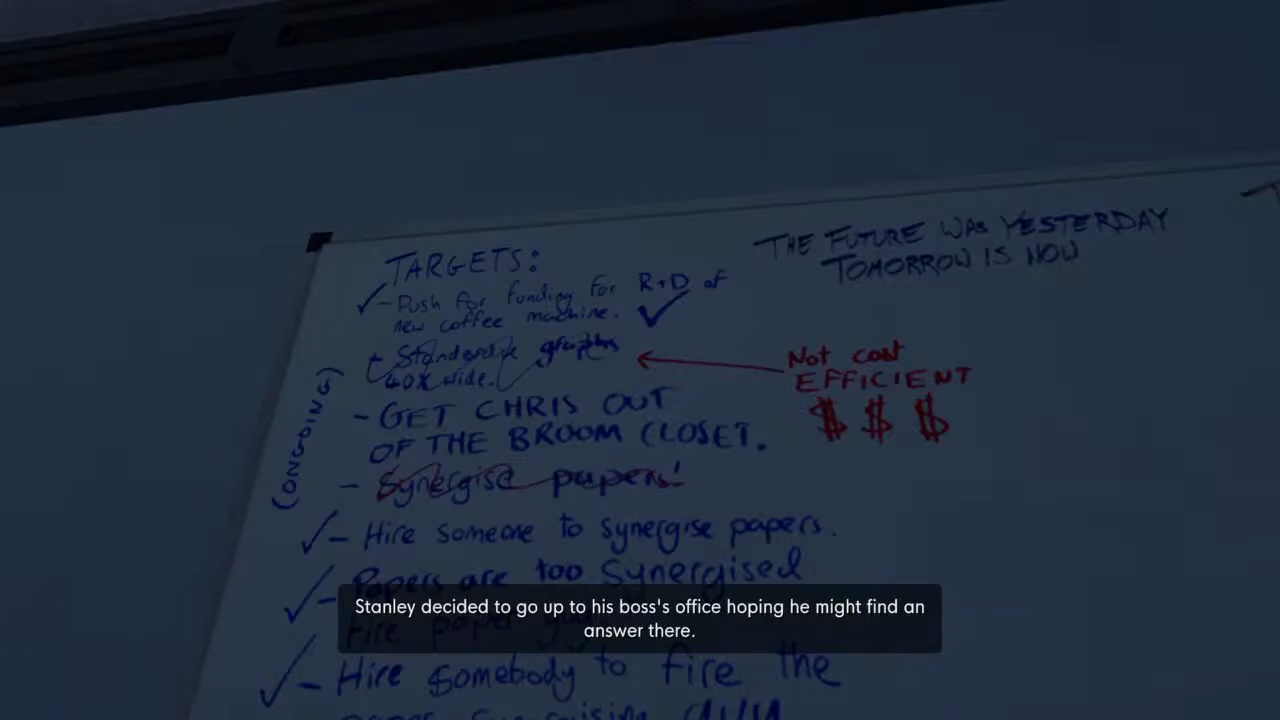 TARGETS:
- Push for funding for R+D of
new coffee machine.
- Standardise graphs
40% wide.
(ONGOING)
- GET CHRIS OUT
OF THE BROOM CLOSET.
- Synergise papers!
- Hire someone to synergise papers.
- Papers are too synergised
Fire paper
- Hire somebody to fire the
THE FUTURE WAS YESTERDAY
TOMORROW IS NOW
Not cost
EFFICIENT
$ $ $
Stanley decided to go up to his boss's office hoping he might find an
answer there.